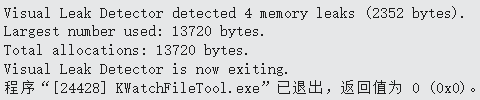 Visual Leak Detector detected 4 memory leaks (2352 bytes).
Largest number used: 13720 bytes.
Total allocations: 13720 bytes.
Visual Leak Detector is now exiting.
程序“[24428] KWatchFileTool.exe”已退出，返回值为 0 (0x0)。